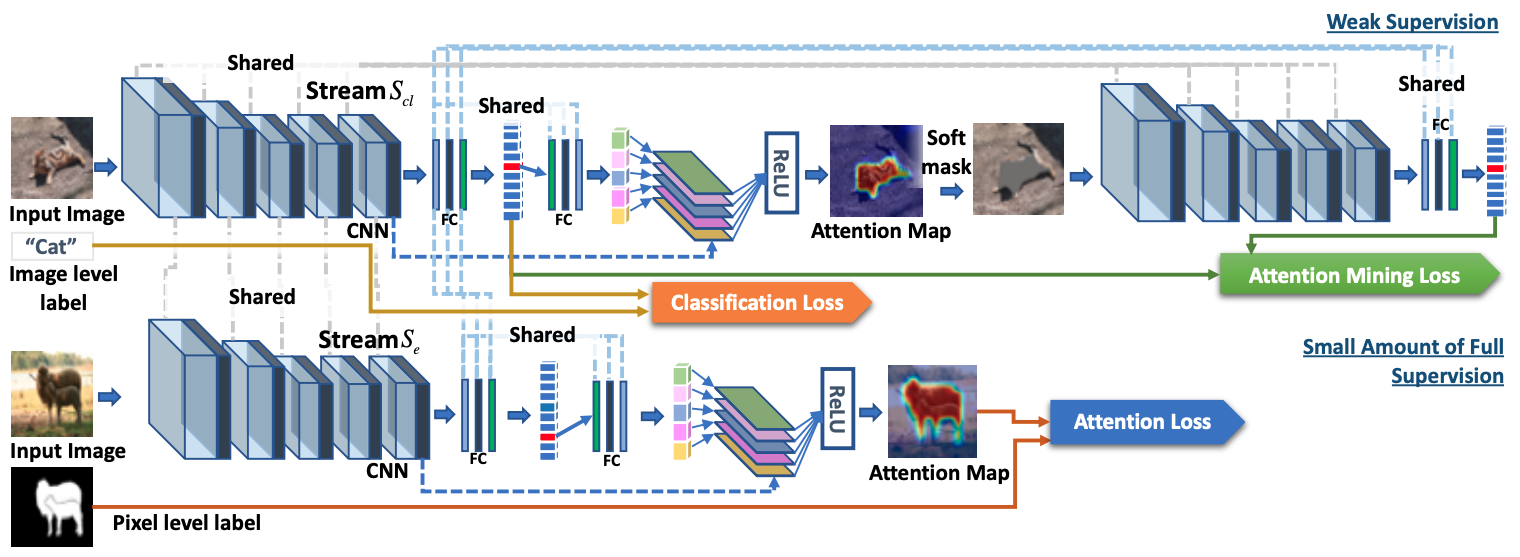 Weak Supervision
Shared
Stream S_cl
Shared
Shared
FC
Input Image
CNN
FC
FC
ReLU
Attention Map
Soft
mask
"Cat"
Image level
label
Classification Loss
Attention Mining Loss
Shared
Stream S_e
Shared
Small Amount of Full
Supervision
Input Image
CNN
FC
FC
ReLU
Attention Map
Attention Loss
Pixel level label